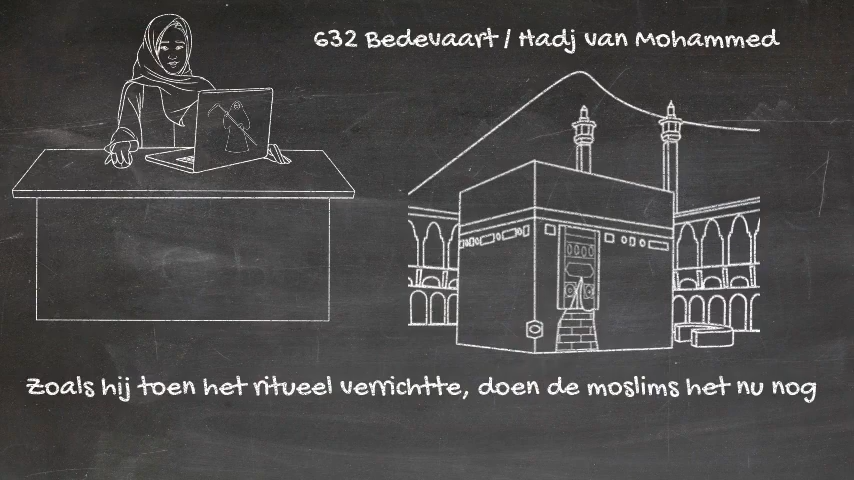 632 Bedevaart / Hadj van Mohammed
Zoals hij toen het ritueel verrichtte, doen de moslims het nu nog